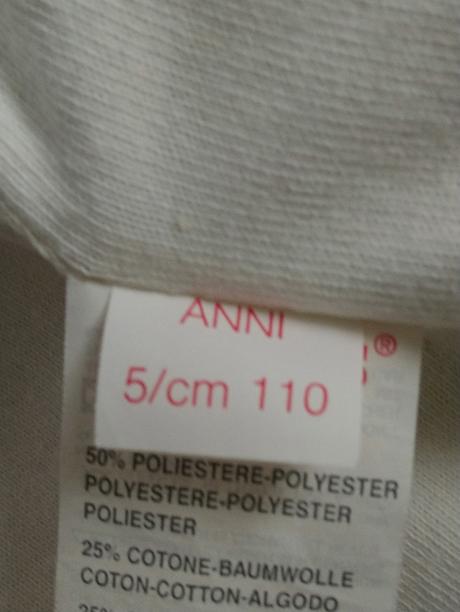 ANNI
5/cm 110
®
50% POLIESTERE-POLYESTER
POLYESTERE-POLYESTER
POLIESTER
25% COTONE-BAUMWOLLE
COTON-COTTON-ALGODO